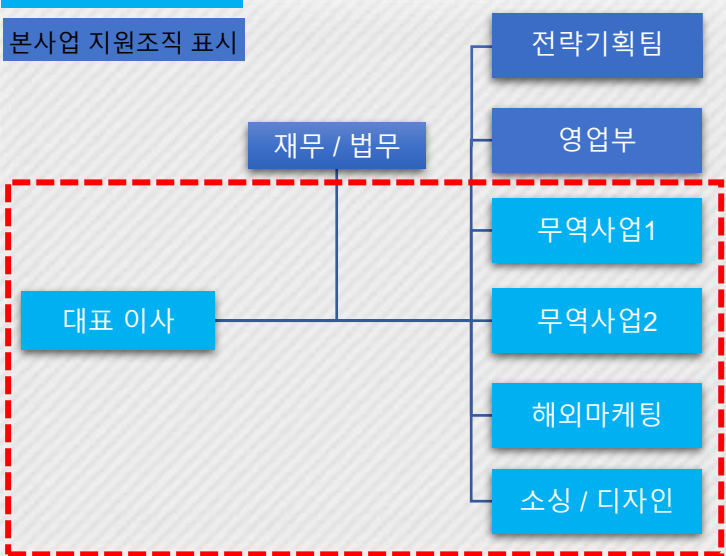 본사업 지원조직 표시
전략기획팀
재무 / 법무
영업부
무역사업1
대표 이사
무역사업2
해외마케팅
소싱 / 디자인